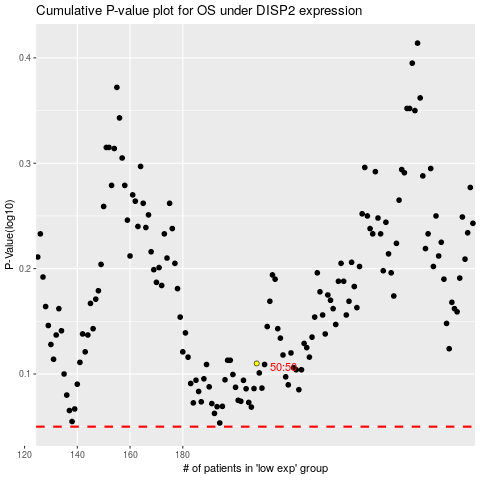 Cumulative P-value plot for OS under DISP2 expression
P-Value(log10)
0.4
0.3
0.2
0.1
50:50
120 140 160 180
# of patients in 'low exp' group